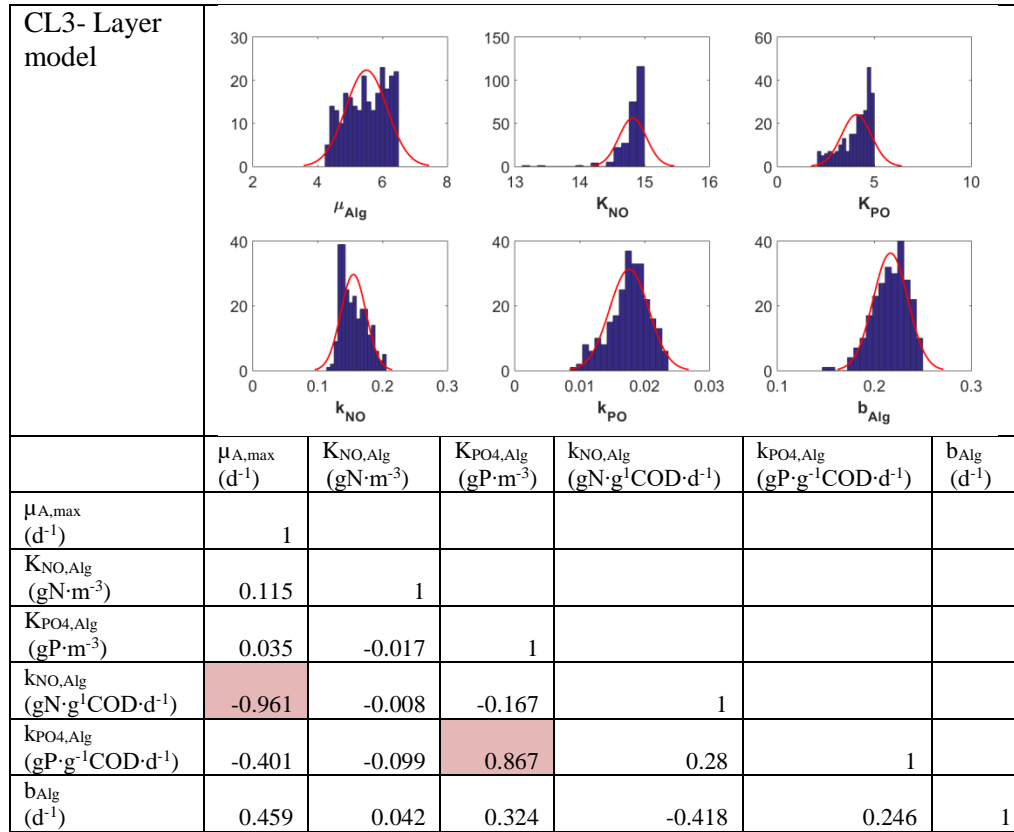 CL3- Layer
model
30
20
10
0
2 4 6 8
μAlg
150
100
50
0
13 14 15 16
KNO
60
40
20
0
0 5 10
KPO
40
20
0
0 0.1 0.2 0.3
kNO
40
20
0
0 0.01 0.02 0.03
kPO
40
20
0
0.1 0.2 0.3
bAlg
μA,max KNO,Alg KPO4,Alg kNO,Alg kPO4,Alg bAlg
(d-1) (gN·m-3) (gP·m-3) (gN·g1COD·d-1) (gP·g-1COD·d-1) (d-1)
μA,max
(d-1) 1
KNO,Alg
(gN·m-3) 0.115 1
KPO4,Alg
(gP·m-3) 0.035 -0.017 1
kNO,Alg
(gN·g1COD·d-1) -0.961 -0.008 -0.167 1
kPO4,Alg
(gP·g-1COD·d-1) -0.401 -0.099 0.867 0.28 1
bAlg
(d-1) 0.459 0.042 0.324 -0.418 0.246 1